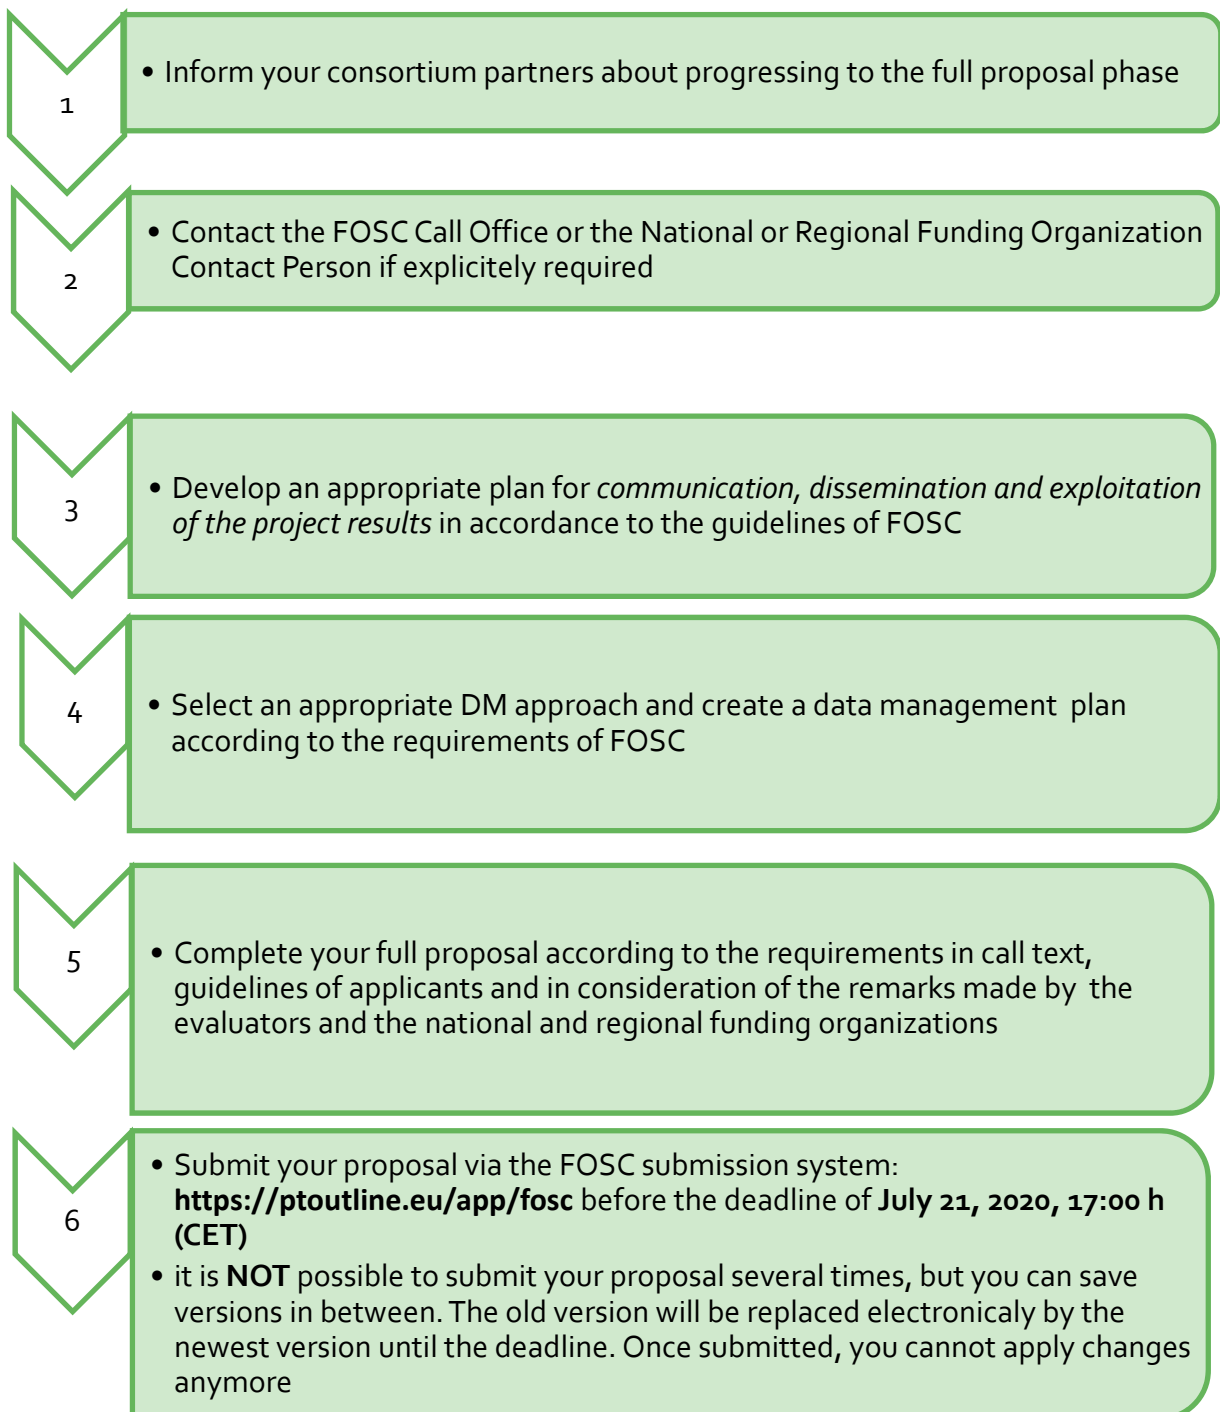 1
• Inform your consortium partners about progressing to the full proposal phase
2
• Contact the FOSC Call Office or the National or Regional Funding Organization
Contact Person if explicitely required
3
• Develop an appropriate plan for communication, dissemination and exploitation
of the project results in accordance to the guidelines of FOSC
4
• Select an appropriate DM approach and create a data management plan
according to the requirements of FOSC
5
• Complete your full proposal according to the requirements in call text,
guidelines of applicants and in consideration of the remarks made by the
evaluators and the national and regional funding organizations
6
• Submit your proposal via the FOSC submission system:
https://ptoutline.eu/app/fosc before the deadline of July 21, 2020, 17:00 h
(CET)
• it is NOT possible to submit your proposal several times, but you can save
versions in between. The old version will be replaced electronicaly by the
newest version until the deadline. Once submitted, you cannot apply changes
anymore